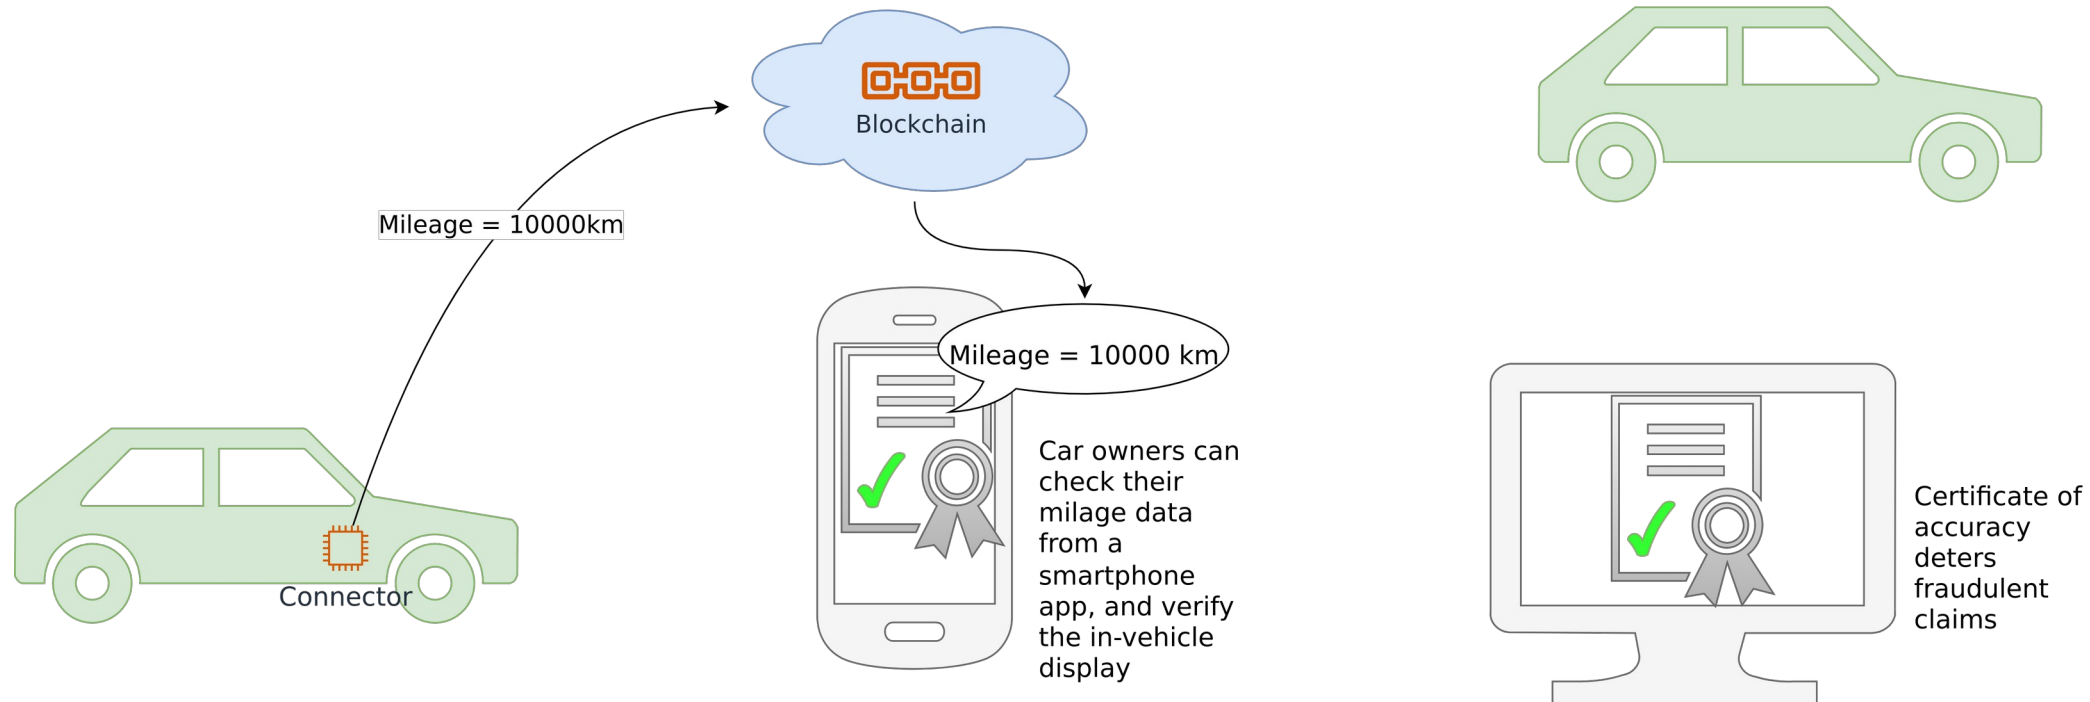 Blockchain
Mileage = 10000km
Mileage = 10000 km
Connector
Car owners can
check their
milage data
from a
smartphone
app, and verify
the in-vehicle
display
Certificate of
accuracy
deters
fraudulent
claims